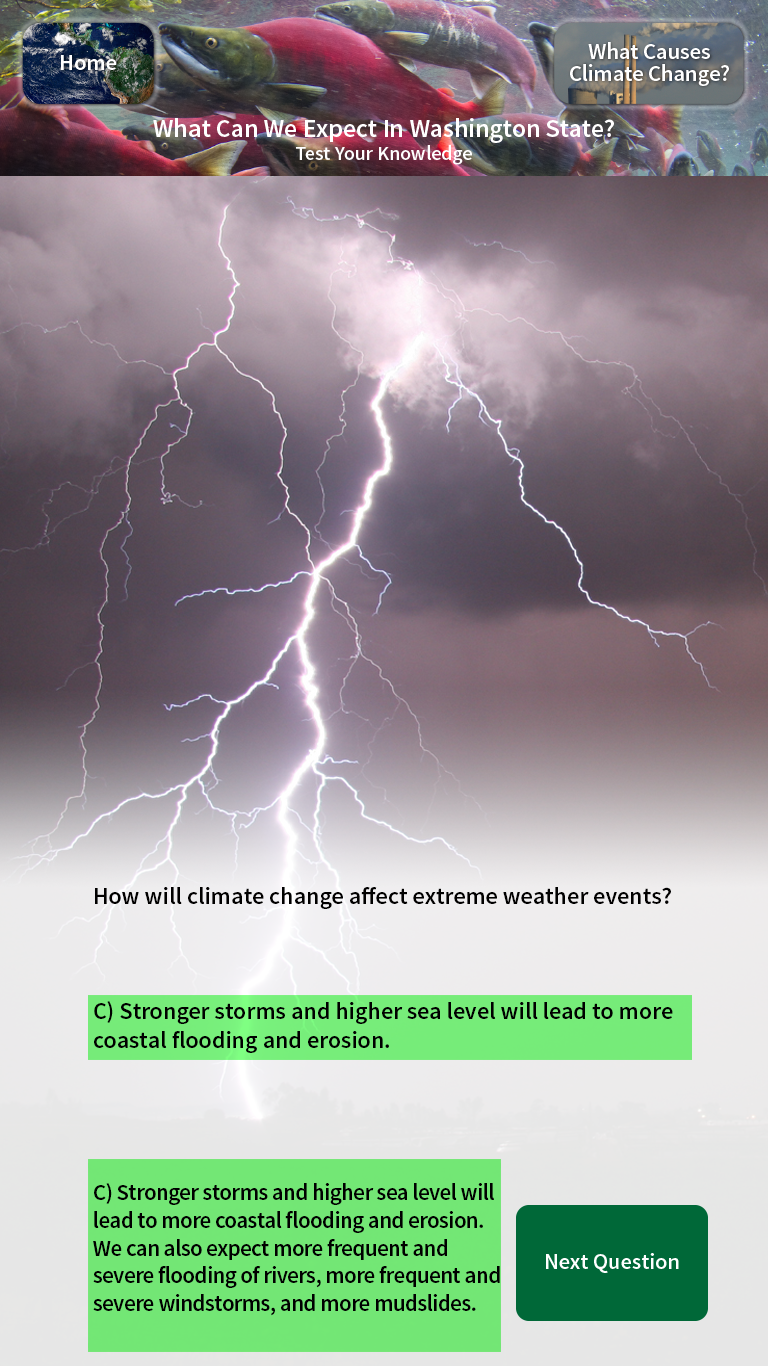 Home
What Causes
Climate Change?
What Can We Expect In Washington State?
Test Your Knowledge
How will climate change affect extreme weather events?
C) Stronger storms and higher sea level will lead to more
coastal flooding and erosion.
C) Stronger storms and higher sea level will
lead to more coastal flooding and erosion.
We can also expect more frequent and
severe flooding of rivers, more frequent and
severe windstorms, and more mudslides.
Next Question